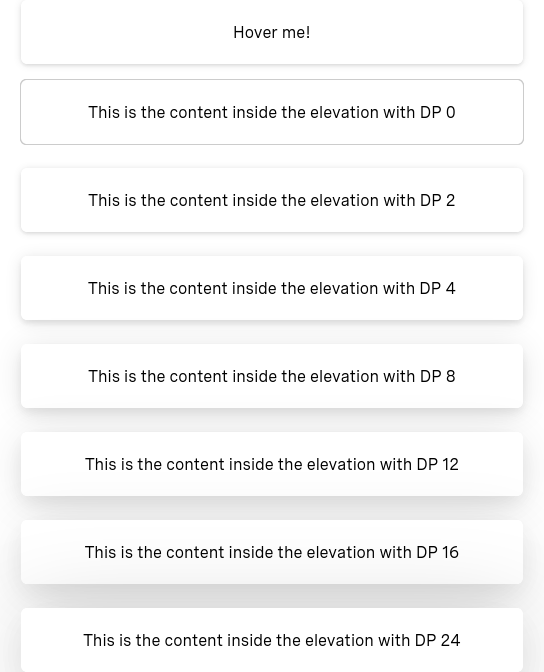 Hover me!
This is the content inside the elevation with DP 0
This is the content inside the elevation with DP 2
This is the content inside the elevation with DP 4
This is the content inside the elevation with DP 8
This is the content inside the elevation with DP 12
This is the content inside the elevation with DP 16
This is the content inside the elevation with DP 24